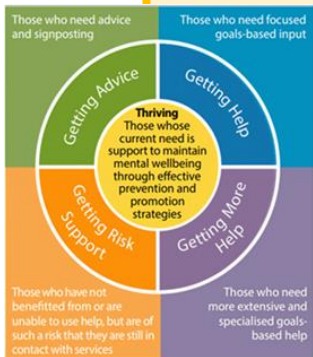 Those who need advice
and signposting
Those who need focused
goals-based input
Getting Advice
Getting Help
Thriving
Those whose
current need is
support to maintain
mental wellbeing
through effective
prevention and
promotion
strategies
Getting Risk
Support
Getting More
Help
Those who have not
benefitted from or are
unable to use help, but are of
such a risk that they are still in
contact with services
Those who need
more extensive and
specialised goals-
based help